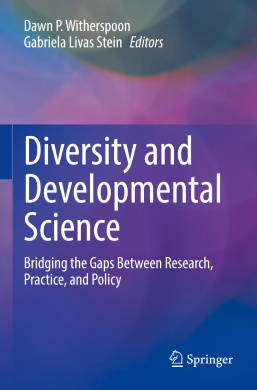 Dawn P. Witherspoon
Gabriela Livas Stein Editors
Diversity and
Developmental
Science
Bridging the Gaps Between Research,
Practice, and Policy
Springer